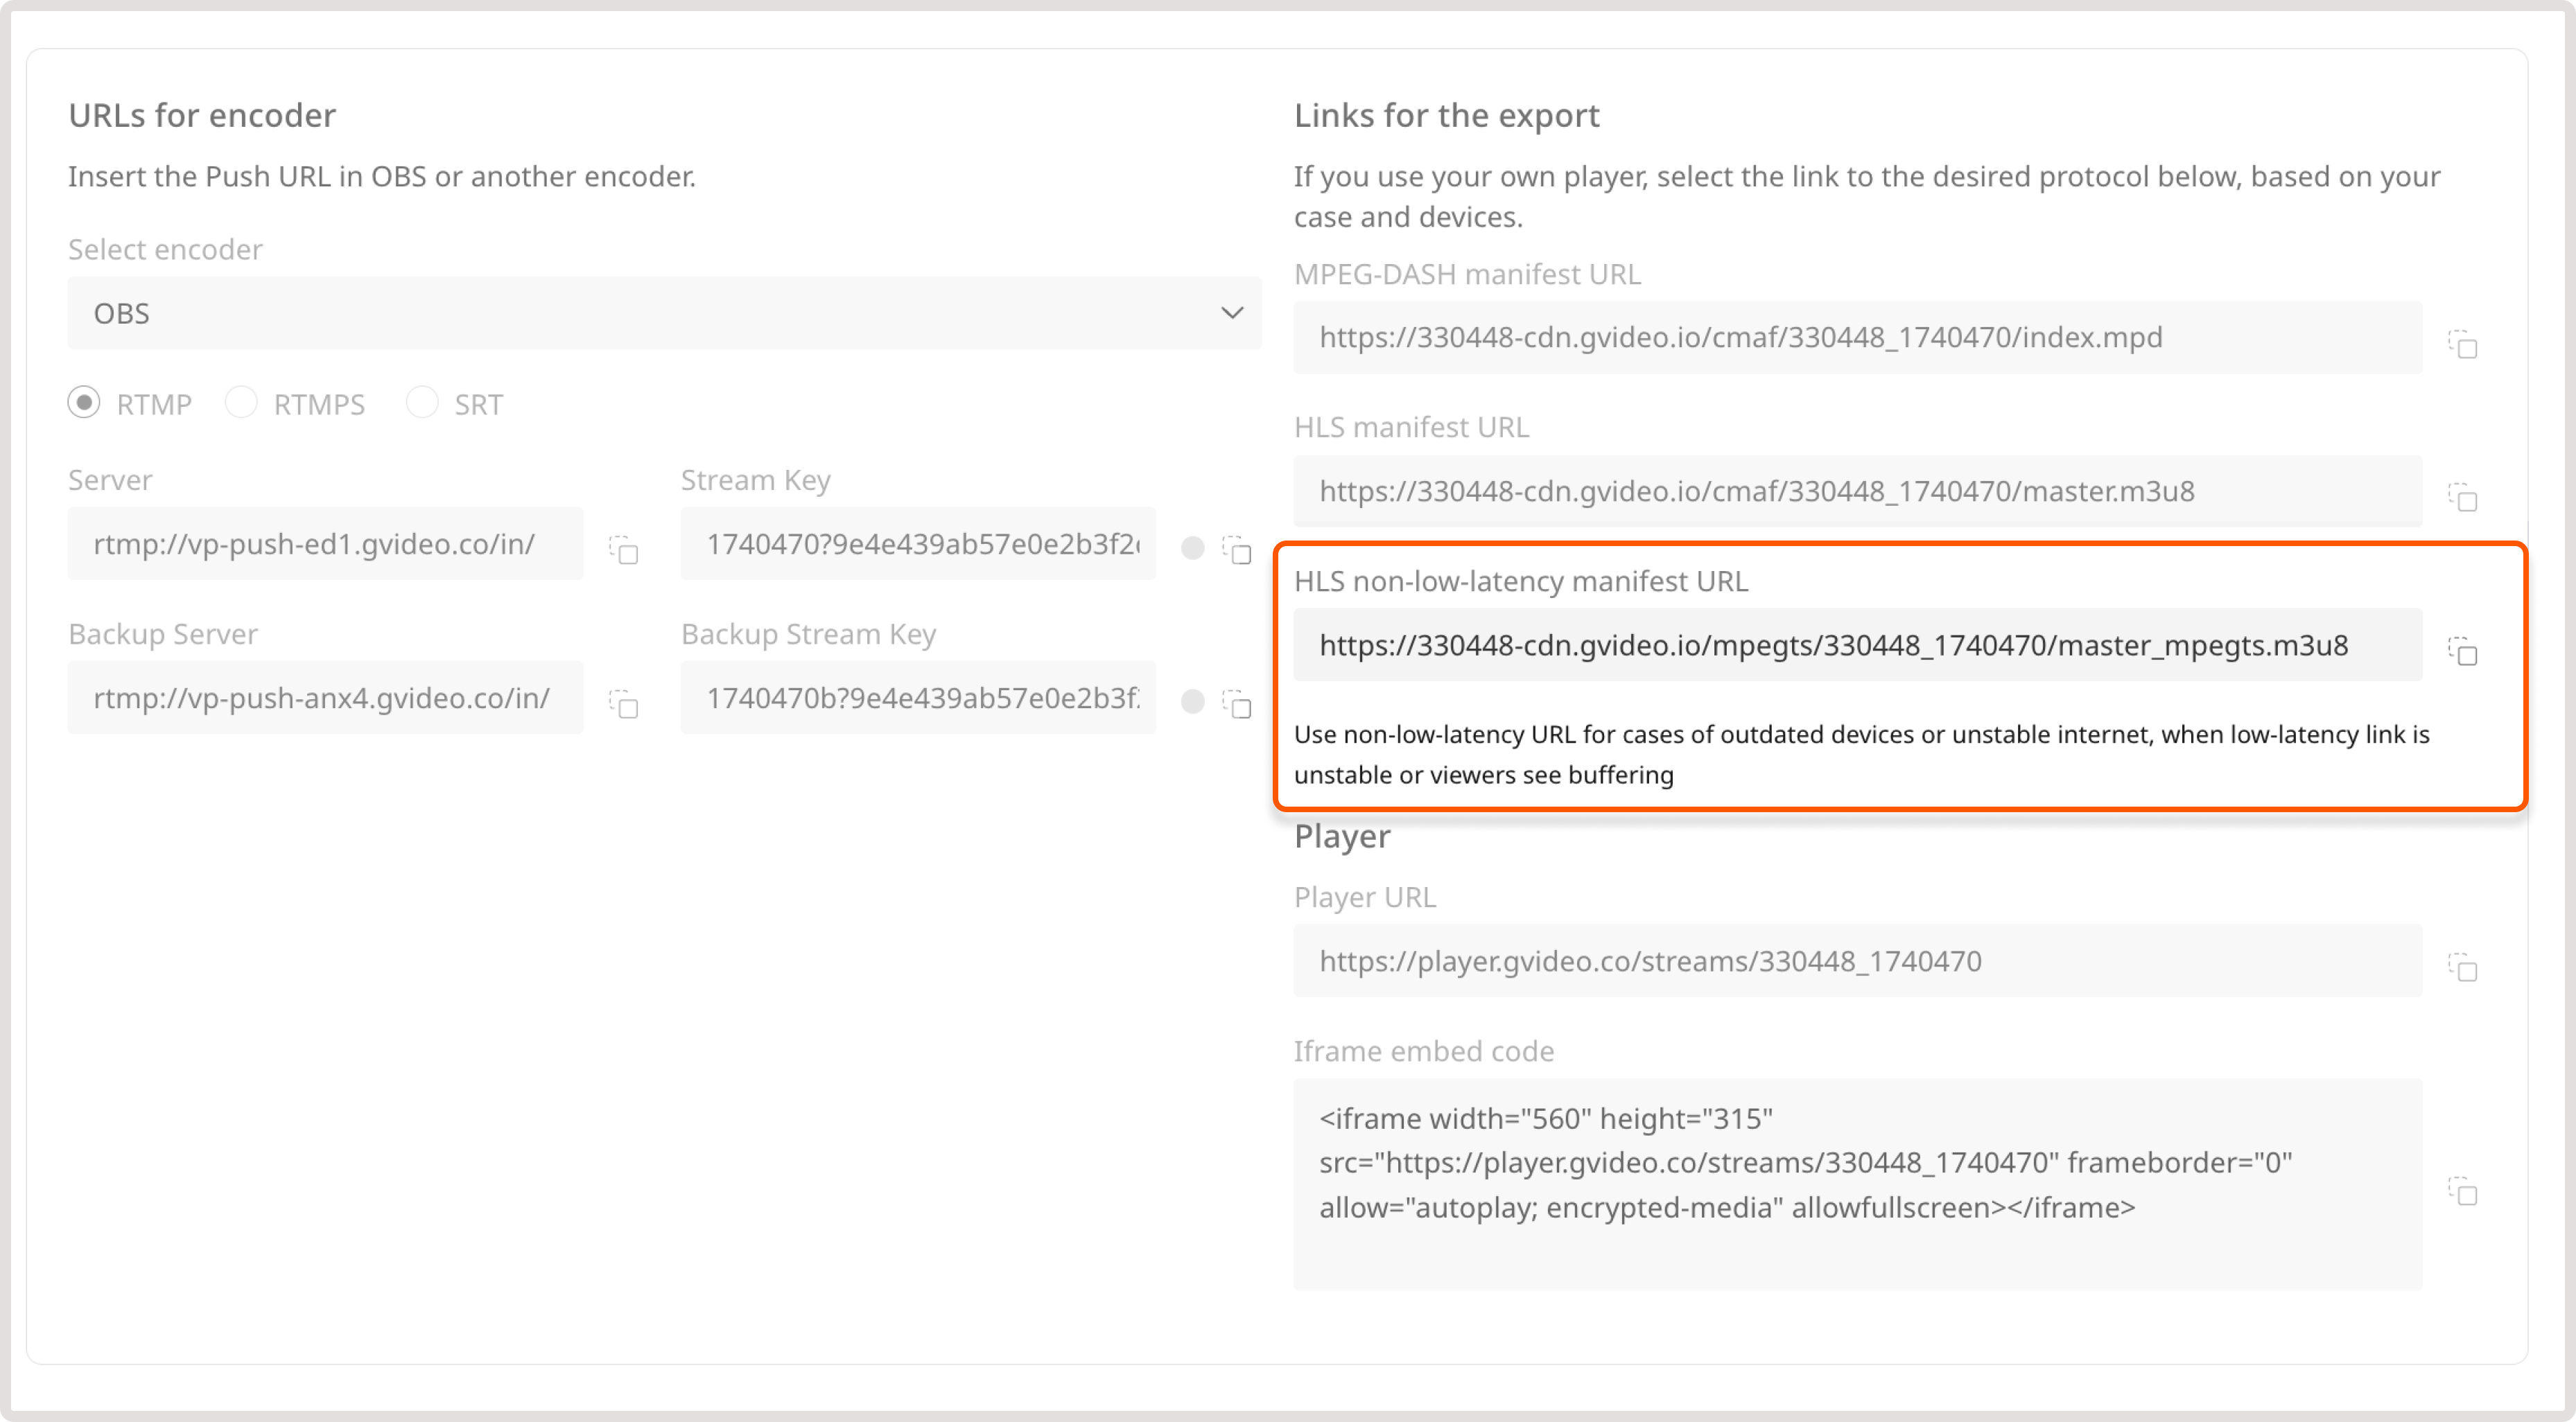 URLs for encoder
Insert the Push URL in OBS or another encoder.
Select encoder
OBS
RTMP RTMPS SRT
Server Stream Key
rtmp://vp-push-ed1.gvideo.co/in/ 1740470?9e4e439ab57e0e2b3f2
Backup Server Backup Stream Key
rtmp://vp-push-anx4.gvideo.co/in/ 1740470b?9e4e439ab57e0e2b3f
Links for the export
If you use your own player, select the link to the desired protocol below, based on your
case and devices.
MPEG-DASH manifest URL
https://330448-cdn.gvideo.io/cmaf/330448_1740470/index.mpd
HLS manifest URL
https://330448-cdn.gvideo.io/cmaf/330448_1740470/master.m3u8
HLS non-low-latency manifest URL
https://330448-cdn.gvideo.io/mpegts/330448_1740470/master_mpegts.m3u8
Use non-low-latency URL for cases of outdated devices or unstable internet, when low-latency link is
unstable or viewers see buffering
Player
Player URL
https://player.gvideo.co/streams/330448_1740470
Iframe embed code
<iframe width="560" height="315"
src="https://player.gvideo.co/streams/330448_1740470" frameborder="0"
allow="autoplay; encrypted-media" allowfullscreen></iframe>